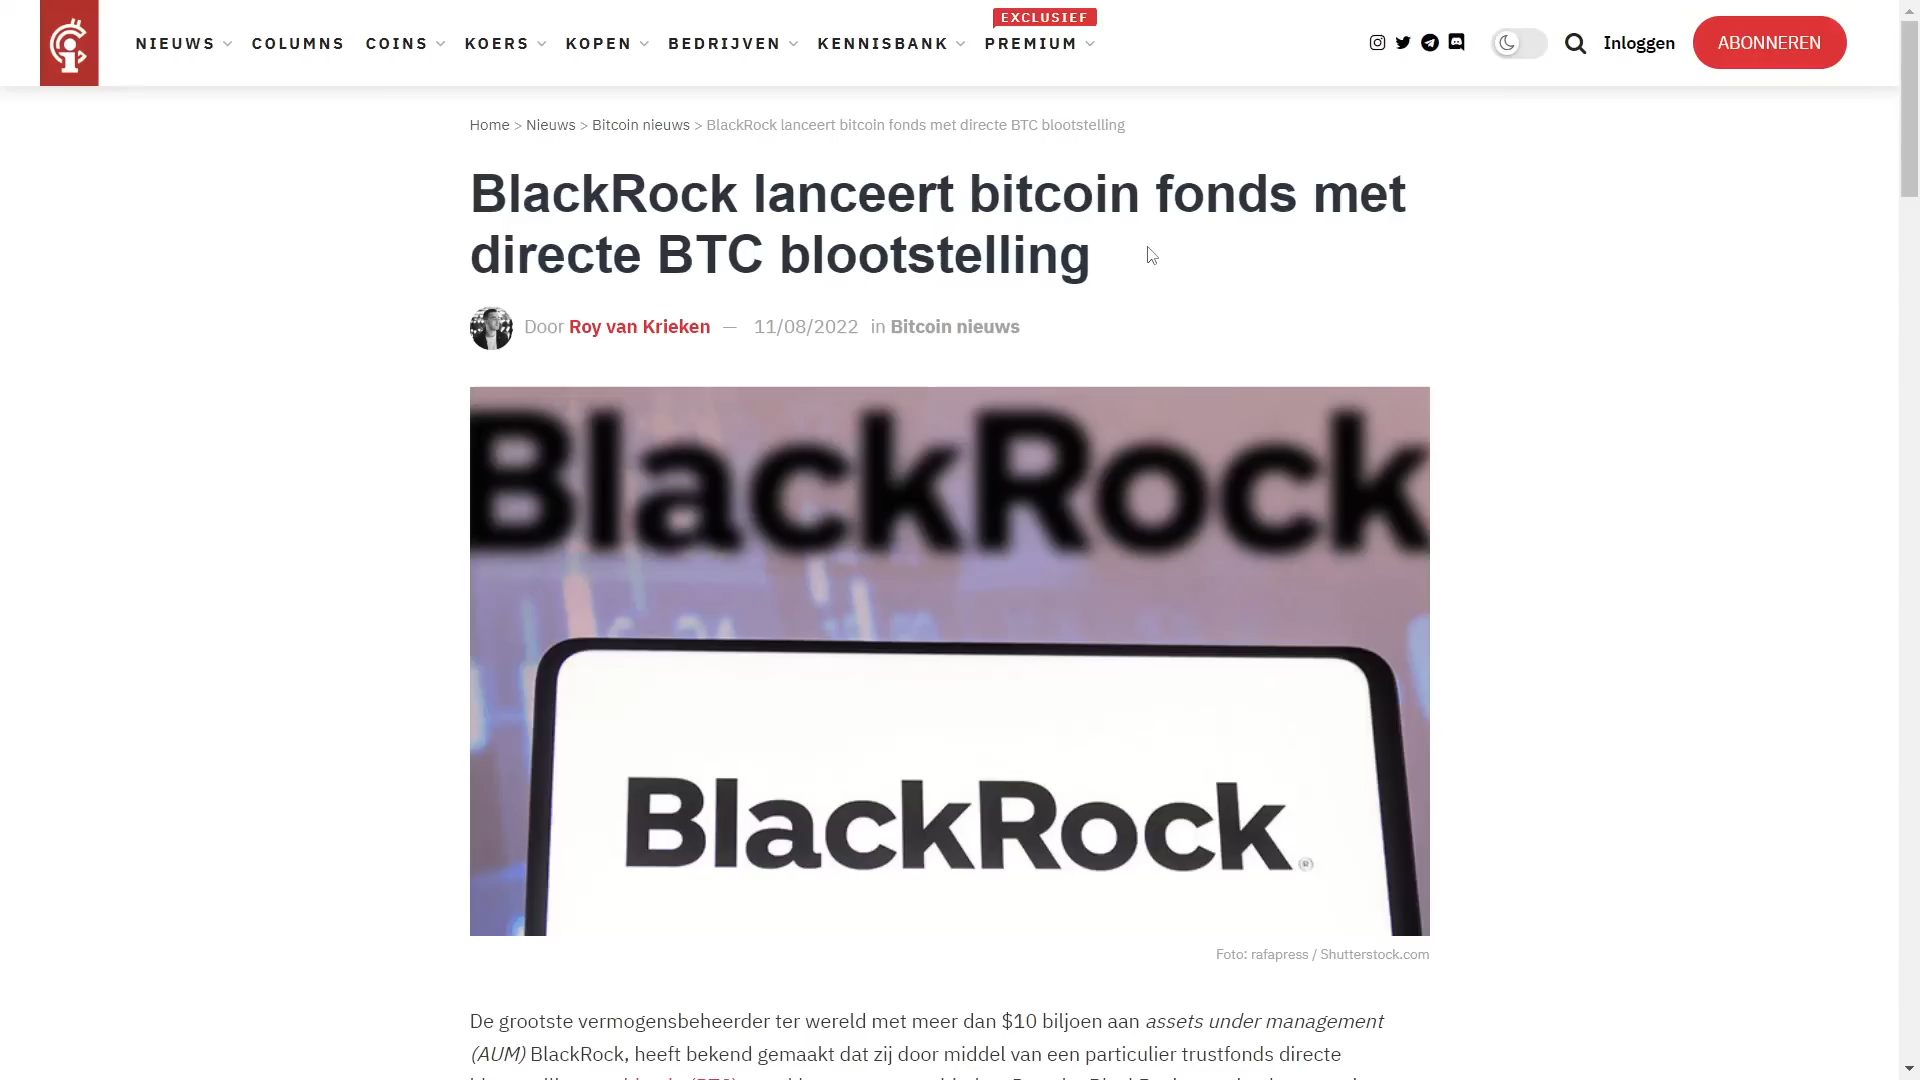 EXCLUSIEF
NIEUWS COLUMNS COINS KOERS KOPEN BEDRIJVEN KENNISBANK PREMIUM Inloggen ABONNEREN
Home > Nieuws > Bitcoin nieuws > BlackRock lanceert bitcoin fonds met directe BTC blootstelling
BlackRock lanceert bitcoin fonds met
directe BTC blootstelling
Door Roy van Krieken — 11/08/2022 in Bitcoin nieuws
BlackRock
BlackRock®
Foto: rafapress / Shutterstock.com
De grootste vermogensbeheerder ter wereld met meer dan $10 biljoen aan assets under management
(AUM) BlackRock, heeft bekend gemaakt dat zij door middel van een particulier trustfonds directe